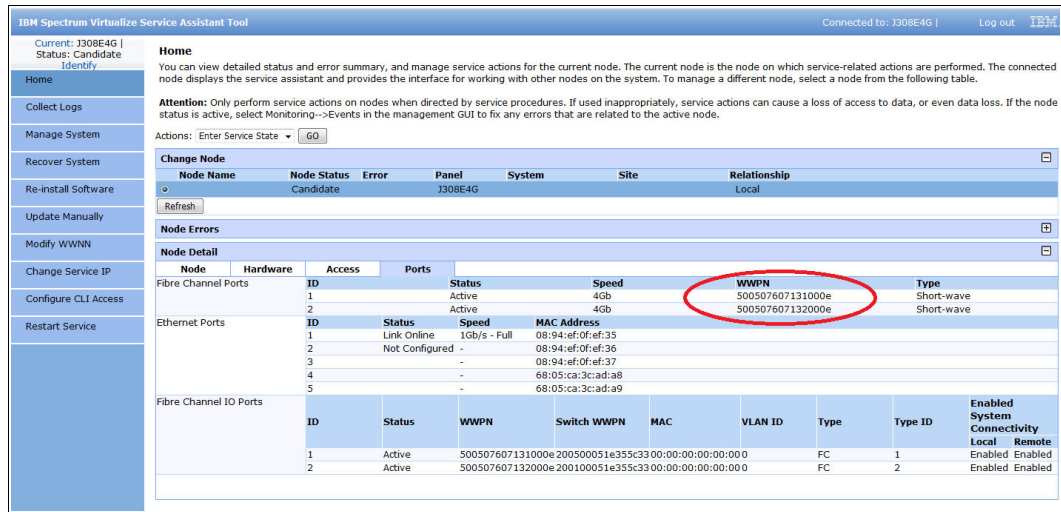 IBM Spectrum Virtualize Service Assistant Tool Connected to: J308E4G | Log out IBM
Current: J308E4G |
Status: Candidate
Identify
Home
Collect Logs
Manage System
Recover System
Re-install Software
Update Manually
Modify WWNN
Change Service IP
Configure CLI Access
Restart Service
Home
You can view detailed status and error summary, and manage service actions for the current node. The current node is the node on which service-related actions are performed. The connected
node displays the service assistant and provides the interface for working with other nodes on the system. To manage a different node, select a node from the following table.
Attention: Only perform service actions on nodes when directed by service procedures. If used inappropriately, service actions can cause a loss of access to data, or even data loss. If the node
status is active, select Monitoring-->Events in the management GUI to fix any errors that are related to the active node.
Actions: Enter Service State GO
Change Node
Node Name Node Status Error Panel System Site Relationship
Candidate J308E4G Local
Refresh
Node Errors
Node Detail
Node Hardware Access Ports
Fibre Channel Ports ID Status Speed WWPN Type
1 Active 4Gb 500507607131000e Short-wave
2 Active 4Gb 500507607132000e Short-wave
Ethernet Ports ID Status Speed MAC Address
1 Link Online 1Gb/s - Full 08:94:ef:0f:ef:35
2 Not Configured - 08:94:ef:0f:ef:36
3 - 08:94:ef:0f:ef:37
4 - 68:05:ca:3c:ad:a8
5 - 68:05:ca:3c:ad:a9
Fibre Channel IO Ports ID Status WWPN Switch WWPN MAC VLAN ID Type Type ID Enabled
System
Connectivity
Local Remote
1 Active 500507607131000e 200500051e355c33 00:00:00:00:00:00 0 FC 1 Enabled Enabled
2 Active 500507607132000e 200100051e355c33 00:00:00:00:00:00 0 FC 2 Enabled Enabled